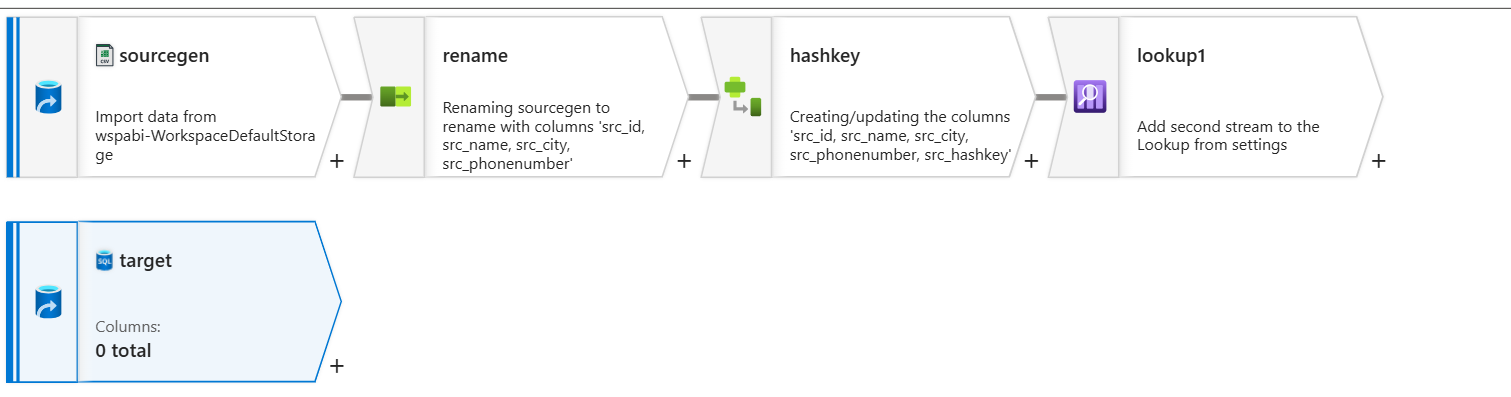 sourcegen
Import data from
wspabi-WorkspaceDefaultStora
ge
+
rename
Renaming sourcegen to
rename with columns 'src_id,
src_name, src_city,
src_phonenumber'
+
hashkey
Creating/updating the columns
'src_id, src_name, src_city,
src_phonenumber, src_hashkey'
+
lookup1
Add second stream to the
Lookup from settings
+
SQL
target
Columns:
0 total
+